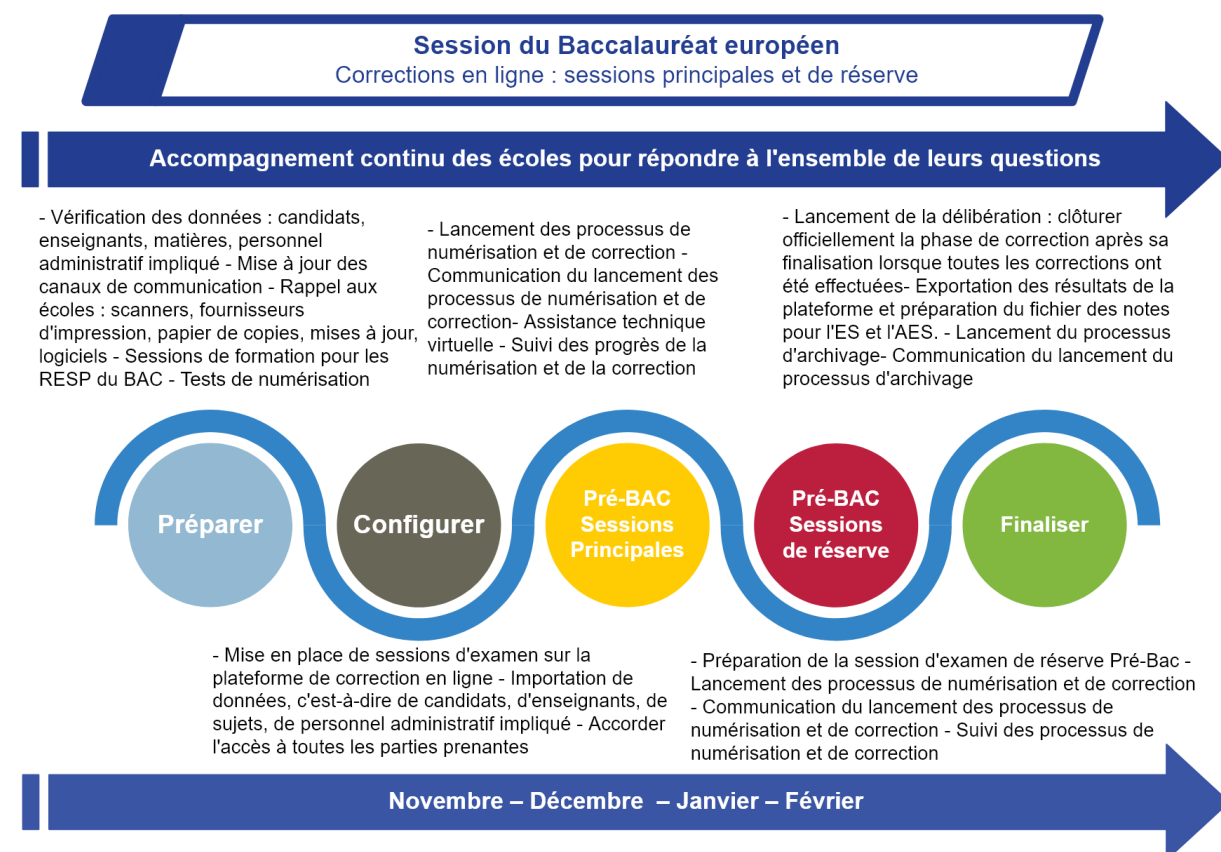 Session du Baccalauréat européen
Corrections en ligne : sessions principales et de réserve
Accompagnement continu des écoles pour répondre à l'ensemble de leurs questions
- Vérification des données : candidats,
enseignants, matières, personnel
administratif impliqué - Mise à jour des
canaux de communication - Rappel aux
écoles : scanners, fournisseurs
d'impression, papier de copies, mises à jour,
logiciels - Sessions de formation pour les
RESP du BAC - Tests de numérisation
- Lancement des processus de
numérisation et de correction -
Communication du lancement des
processus de numérisation et de
correction- Assistance technique
virtuelle - Suivi des progrès de la
numérisation et de la correction
- Lancement de la délibération : clôturer
officiellement la phase de correction après sa
finalisation lorsque toutes les corrections ont
été effectuées- Exportation des résultats de la
plateforme et préparation du fichier des notes
pour l'ES et l'AES. - Lancement du processus
d'archivage- Communication du lancement du
processus d'archivage
Préparer
Configurer
Pré-BAC
Sessions
Principales
Pré-BAC
Sessions
de réserve
Finaliser
- Mise en place de sessions d'examen sur la
plateforme de correction en ligne - Importation de
données, c'est-à-dire de candidats, d'enseignants, de
sujets, de personnel administratif impliqué - Accorder
l'accès à toutes les parties prenantes
- Préparation de la session d'examen de réserve Pré-Bac -
Lancement des processus de numérisation et de correction
- Communication du lancement des processus de
numérisation et de correction - Suivi des processus de
numérisation et de correction
Novembre – Décembre – Janvier – Février